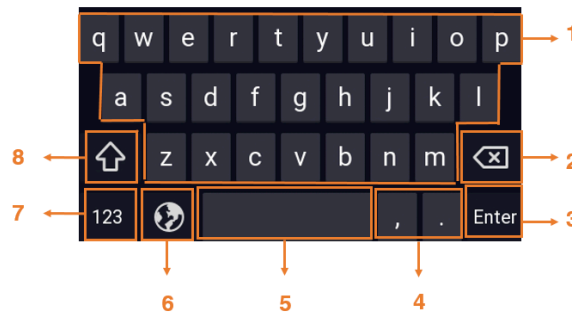 q w e r t y u i o p 1
a s d f g h j k l
8 z x c v b n m 2
7 123 , . Enter 3
6 5 4